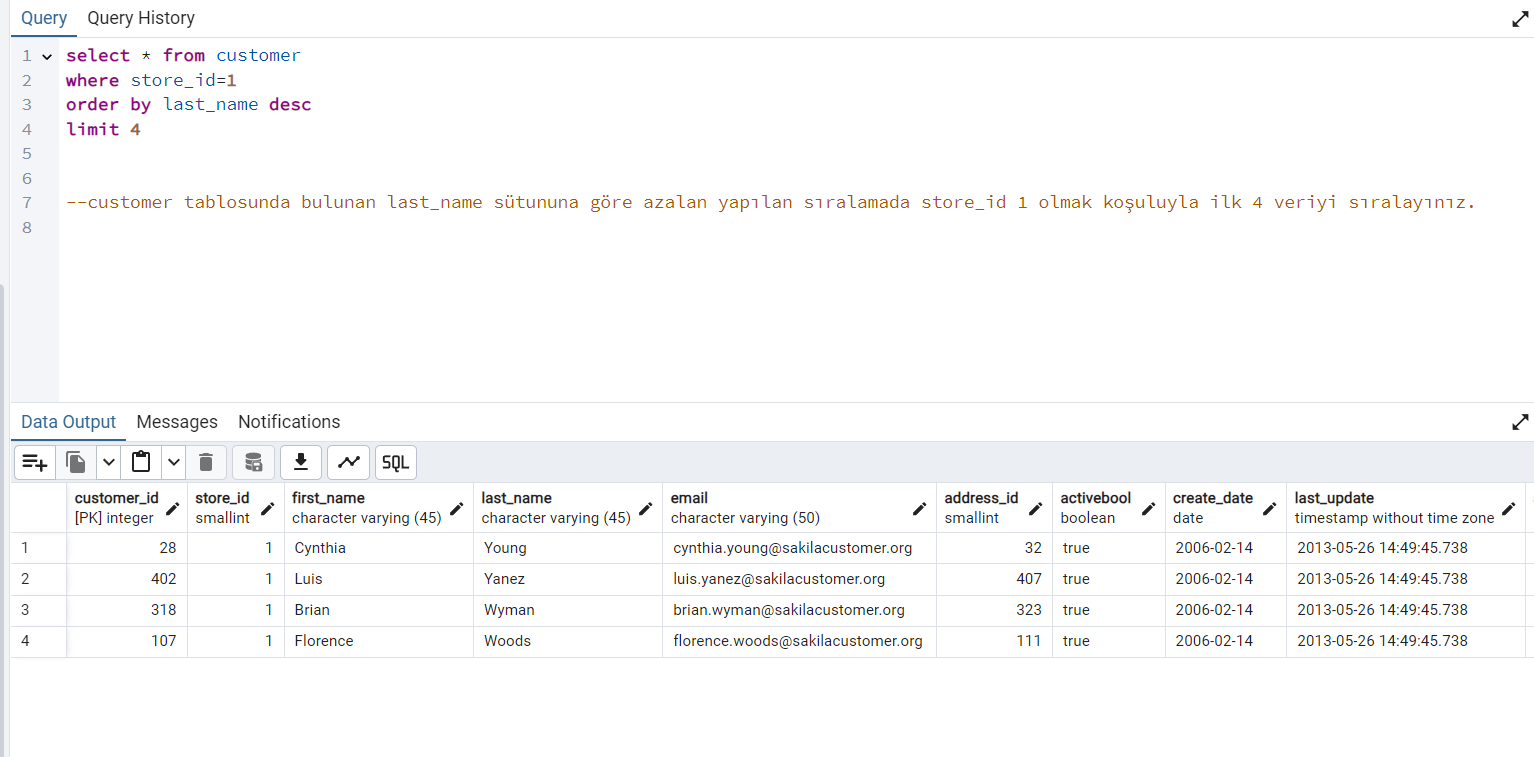 Query Query History
1 select * from customer
2 where store_id=1
3 order by last_name desc
4 limit 4
5
6
7 --customer tablosunda bulunan last_name sütununa göre azalan yapılan sıralamada store_id 1 olmak koşuluyla ilk 4 veriyi sıralayınız.
8
Data Output Messages Notifications
SQL
customer_id store_id first_name last_name email address_id activebool create_date last_update
[PK] integer smallint character varying (45) character varying (45) character varying (50) smallint boolean date timestamp without time zone
1 28 1 Cynthia Young cynthia.young@sakilacustomer.org 32 true 2006-02-14 2013-05-26 14:49:45.738
2 402 1 Luis Yanez luis.yanez@sakilacustomer.org 407 true 2006-02-14 2013-05-26 14:49:45.738
3 318 1 Brian Wyman brian.wyman@sakilacustomer.org 323 true 2006-02-14 2013-05-26 14:49:45.738
4 107 1 Florence Woods florence.woods@sakilacustomer.org 111 true 2006-02-14 2013-05-26 14:49:45.738